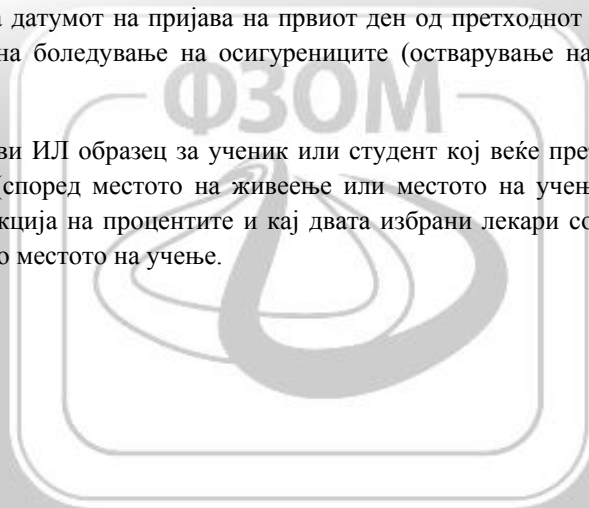 датумот на пријава на првиот ден од претходнот
на боледување на осигурениците (остварување на
ФЗОМ
ви ИЛ образец за ученик или студент кој веќе прет
(според местото на живеење или местото на учењ
кција на процентите и кај двата избрани лекари со
о местото на учење.